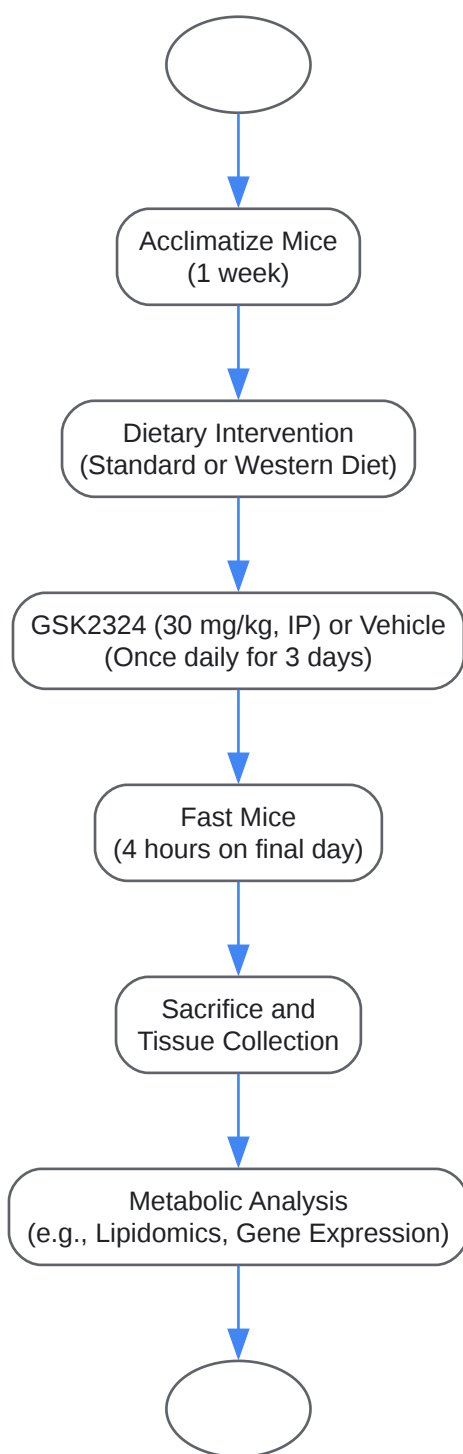 Acclimatize Mice
(1 week)
Dietary Intervention
(Standard or Western Diet)
GSK2324 (30 mg/kg, IP) or Vehicle
(Once daily for 3 days)
Fast Mice
(4 hours on final day)
Sacrifice and
Tissue Collection
Metabolic Analysis
(e.g., Lipidomics, Gene Expression)